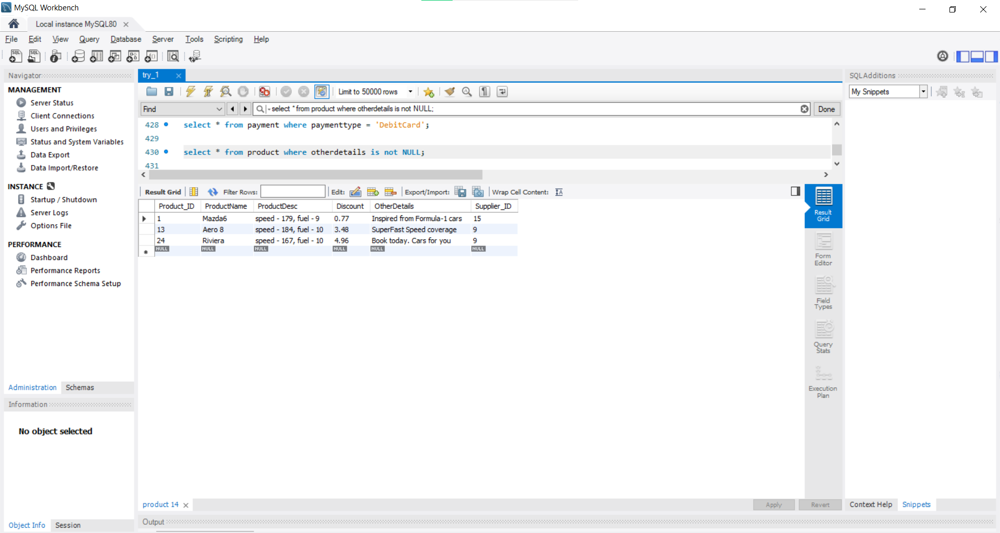 MySQL Workbench
Local instance MySQL80
File Edit View Query Database Server Tools Scripting Help
Navigator
MANAGEMENT
Server Status
Client Connections
Users and Privileges
Status and System Variables
Data Export
Data Import/Restore
INSTANCE
Startup / Shutdown
Server Logs
Options File
PERFORMANCE
Dashboard
Performance Reports
Performance Schema Setup
Administration Schemas
Information
No object selected
Object Info Session
try_1
Limit to 50000 rows
Find select * from product where otherdetails is not NULL; Done
428 select * from payment where paymenttype = 'DebitCard';
429
430 select * from product where otherdetails is not NULL;
431
Result Grid Filter Rows: Edit: Export/Import: Wrap Cell Content:
Product_ID ProductName ProductDesc Discount OtherDetails Supplier_ID
1 Mazda6 speed - 179, fuel - 9 0.77 Inspired from Formula-1 cars 15
13 Aero 8 speed - 184, fuel - 10 3.48 SuperFast Speed coverage 9
24 Riviera speed - 167, fuel - 10 4.96 Book today. Cars for you 9
NULL NULL NULL NULL NULL NULL
Result
Grid
Form
Editor
Field
Types
Query
Stats
Execution
Plan
product 14 Apply Revert
Output
SQLAdditions
My Snippets
Context Help Snippets